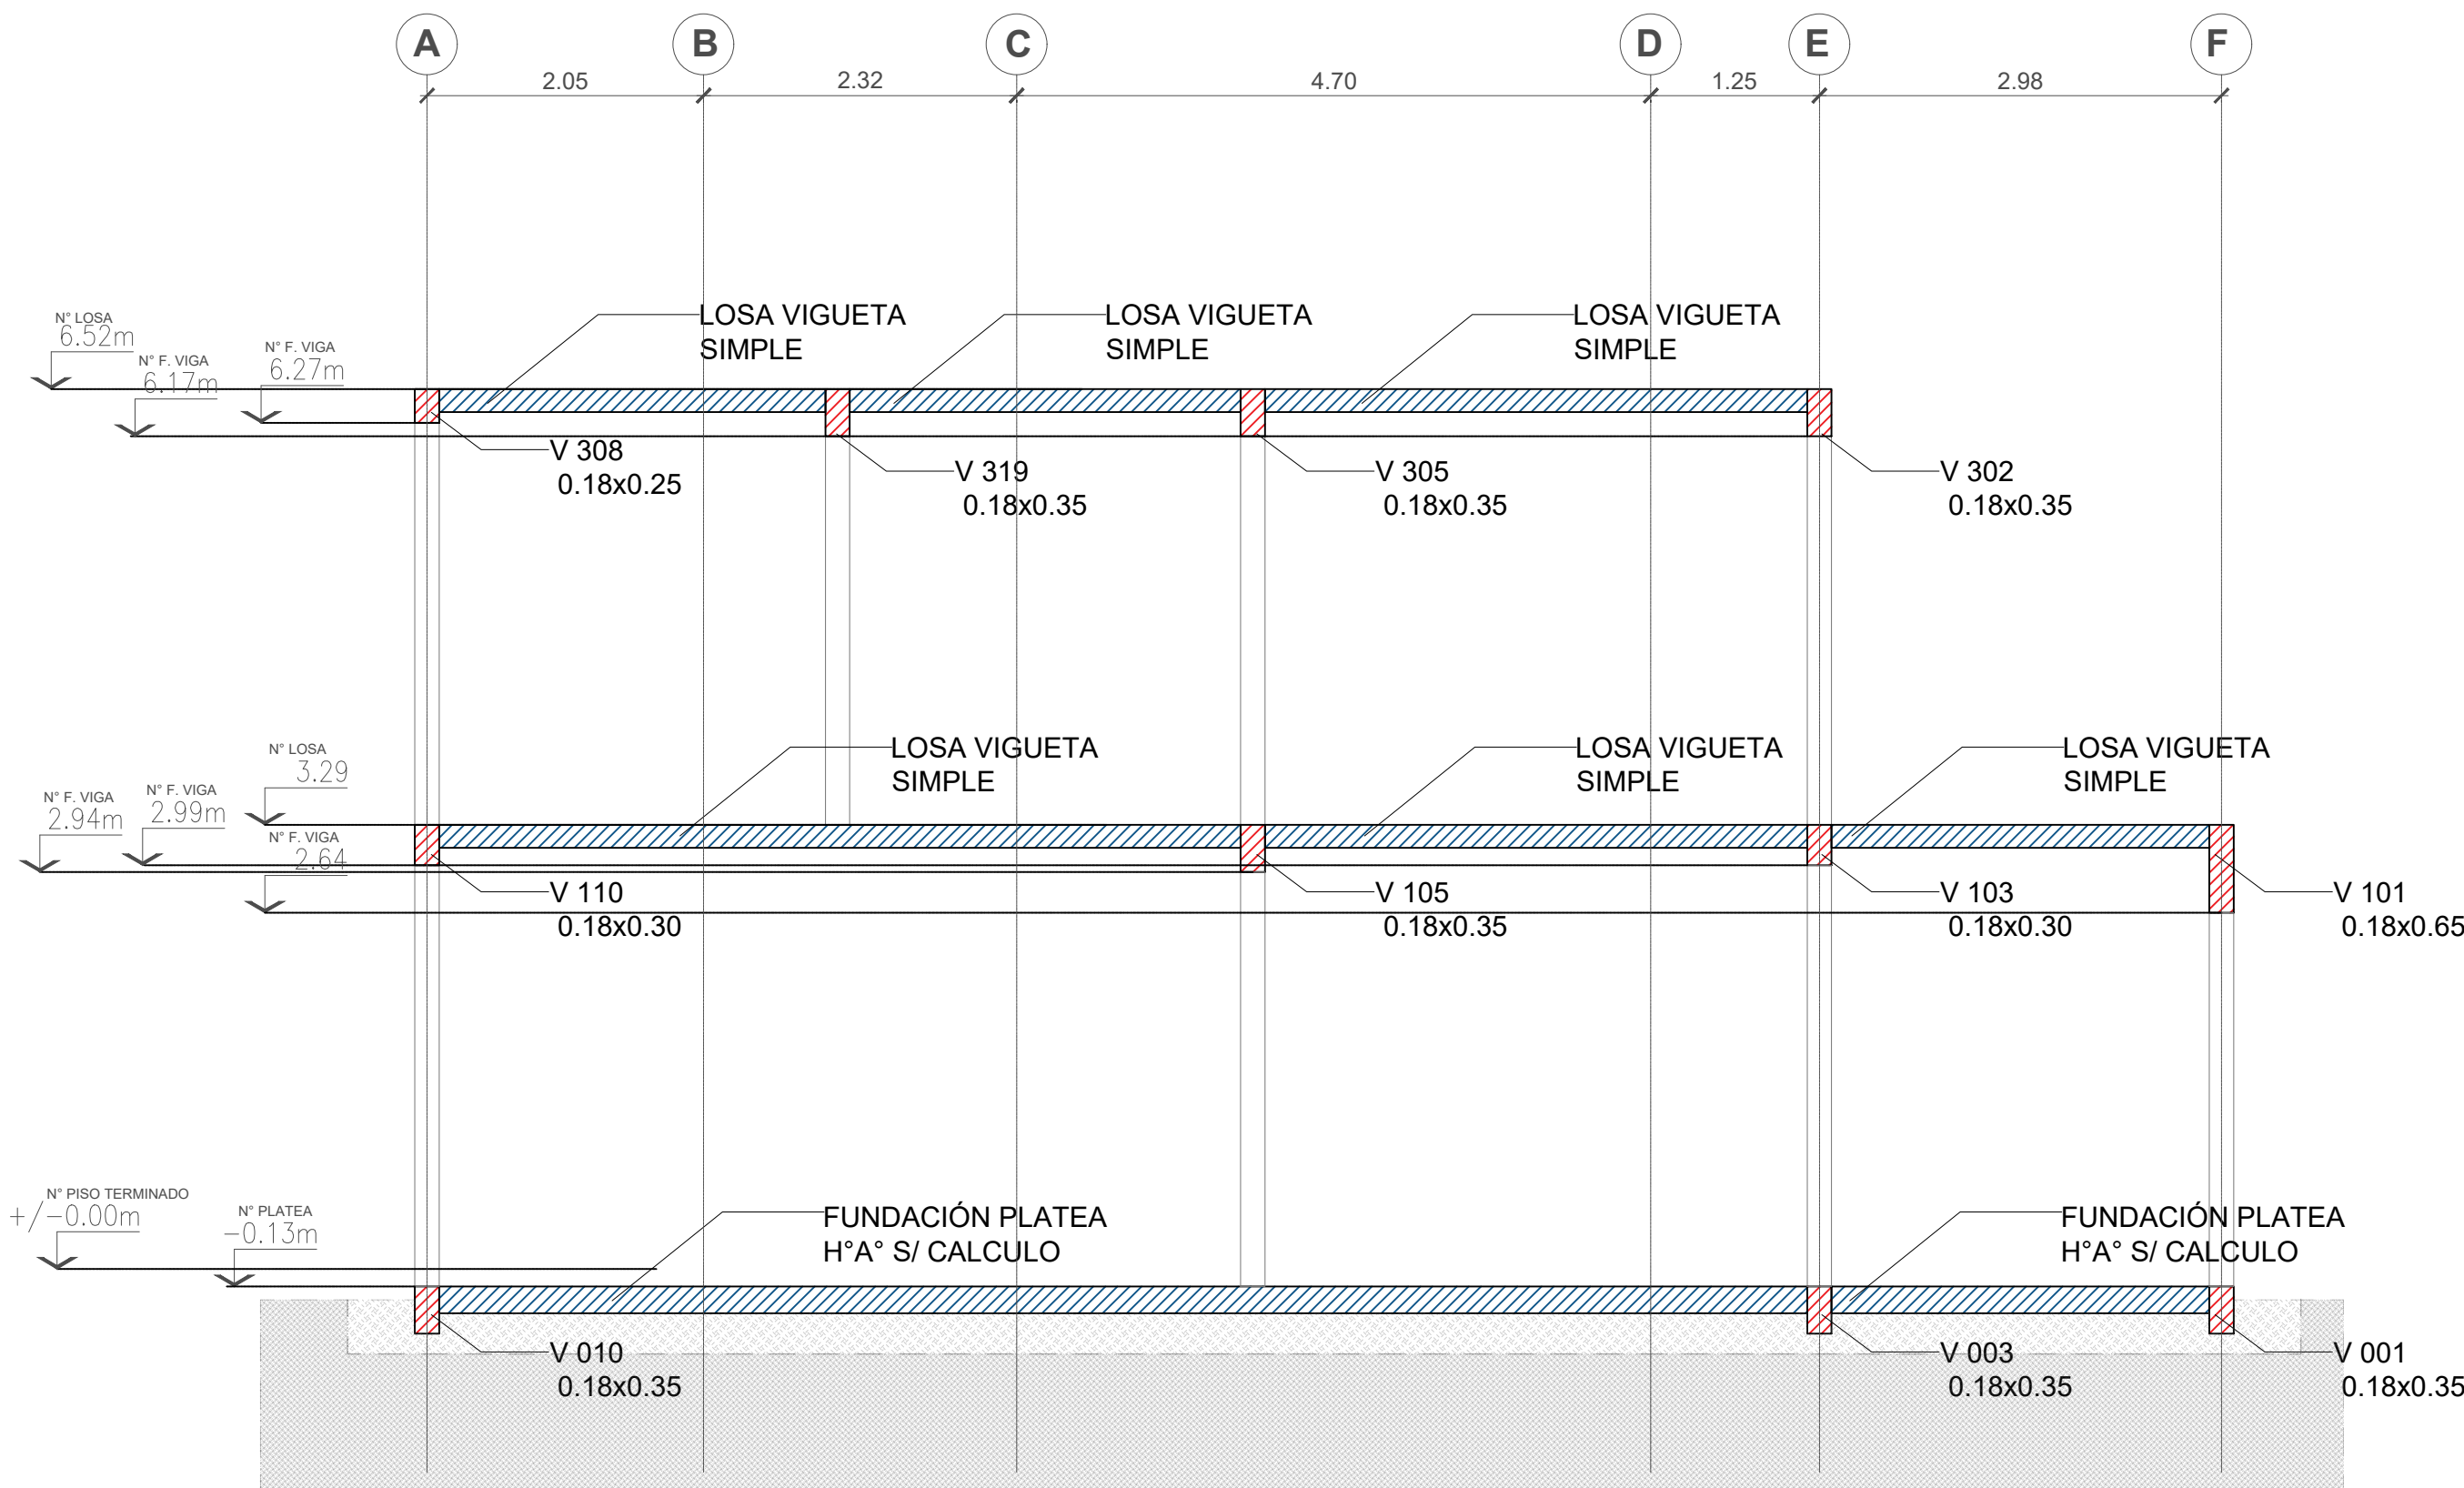 A B C D E F
2.05 2.32 4.70 1.25 2.98
LOSA VIGUETA
SIMPLE
LOSA VIGUETA
SIMPLE
LOSA VIGUETA
SIMPLE
N° LOSA
6.52m
N° F. VIGA
6.17m
N° F. VIGA
6.27m
V 308
0.18x0.25
V 319
0.18x0.35
V 305
0.18x0.35
V 302
0.18x0.35
LOSA VIGUETA
SIMPLE
LOSA VIGUETA
SIMPLE
LOSA VIGUETA
SIMPLE
N° LOSA
3.29
N° F. VIGA
2.94m
N° F. VIGA
2.99m
N° F. VIGA
2.64
V 110
0.18x0.30
V 105
0.18x0.35
V 103
0.18x0.30
V 101
0.18x0.65
N° PISO TERMINADO
+/-0.00m
N° PLATEA
-0.13m
FUNDACIÓN PLATEA
H°A° S/ CALCULO
FUNDACIÓN PLATEA
H°A° S/ CALCULO
V 010
0.18x0.35
V 003
0.18x0.35
V 001
0.18x0.35